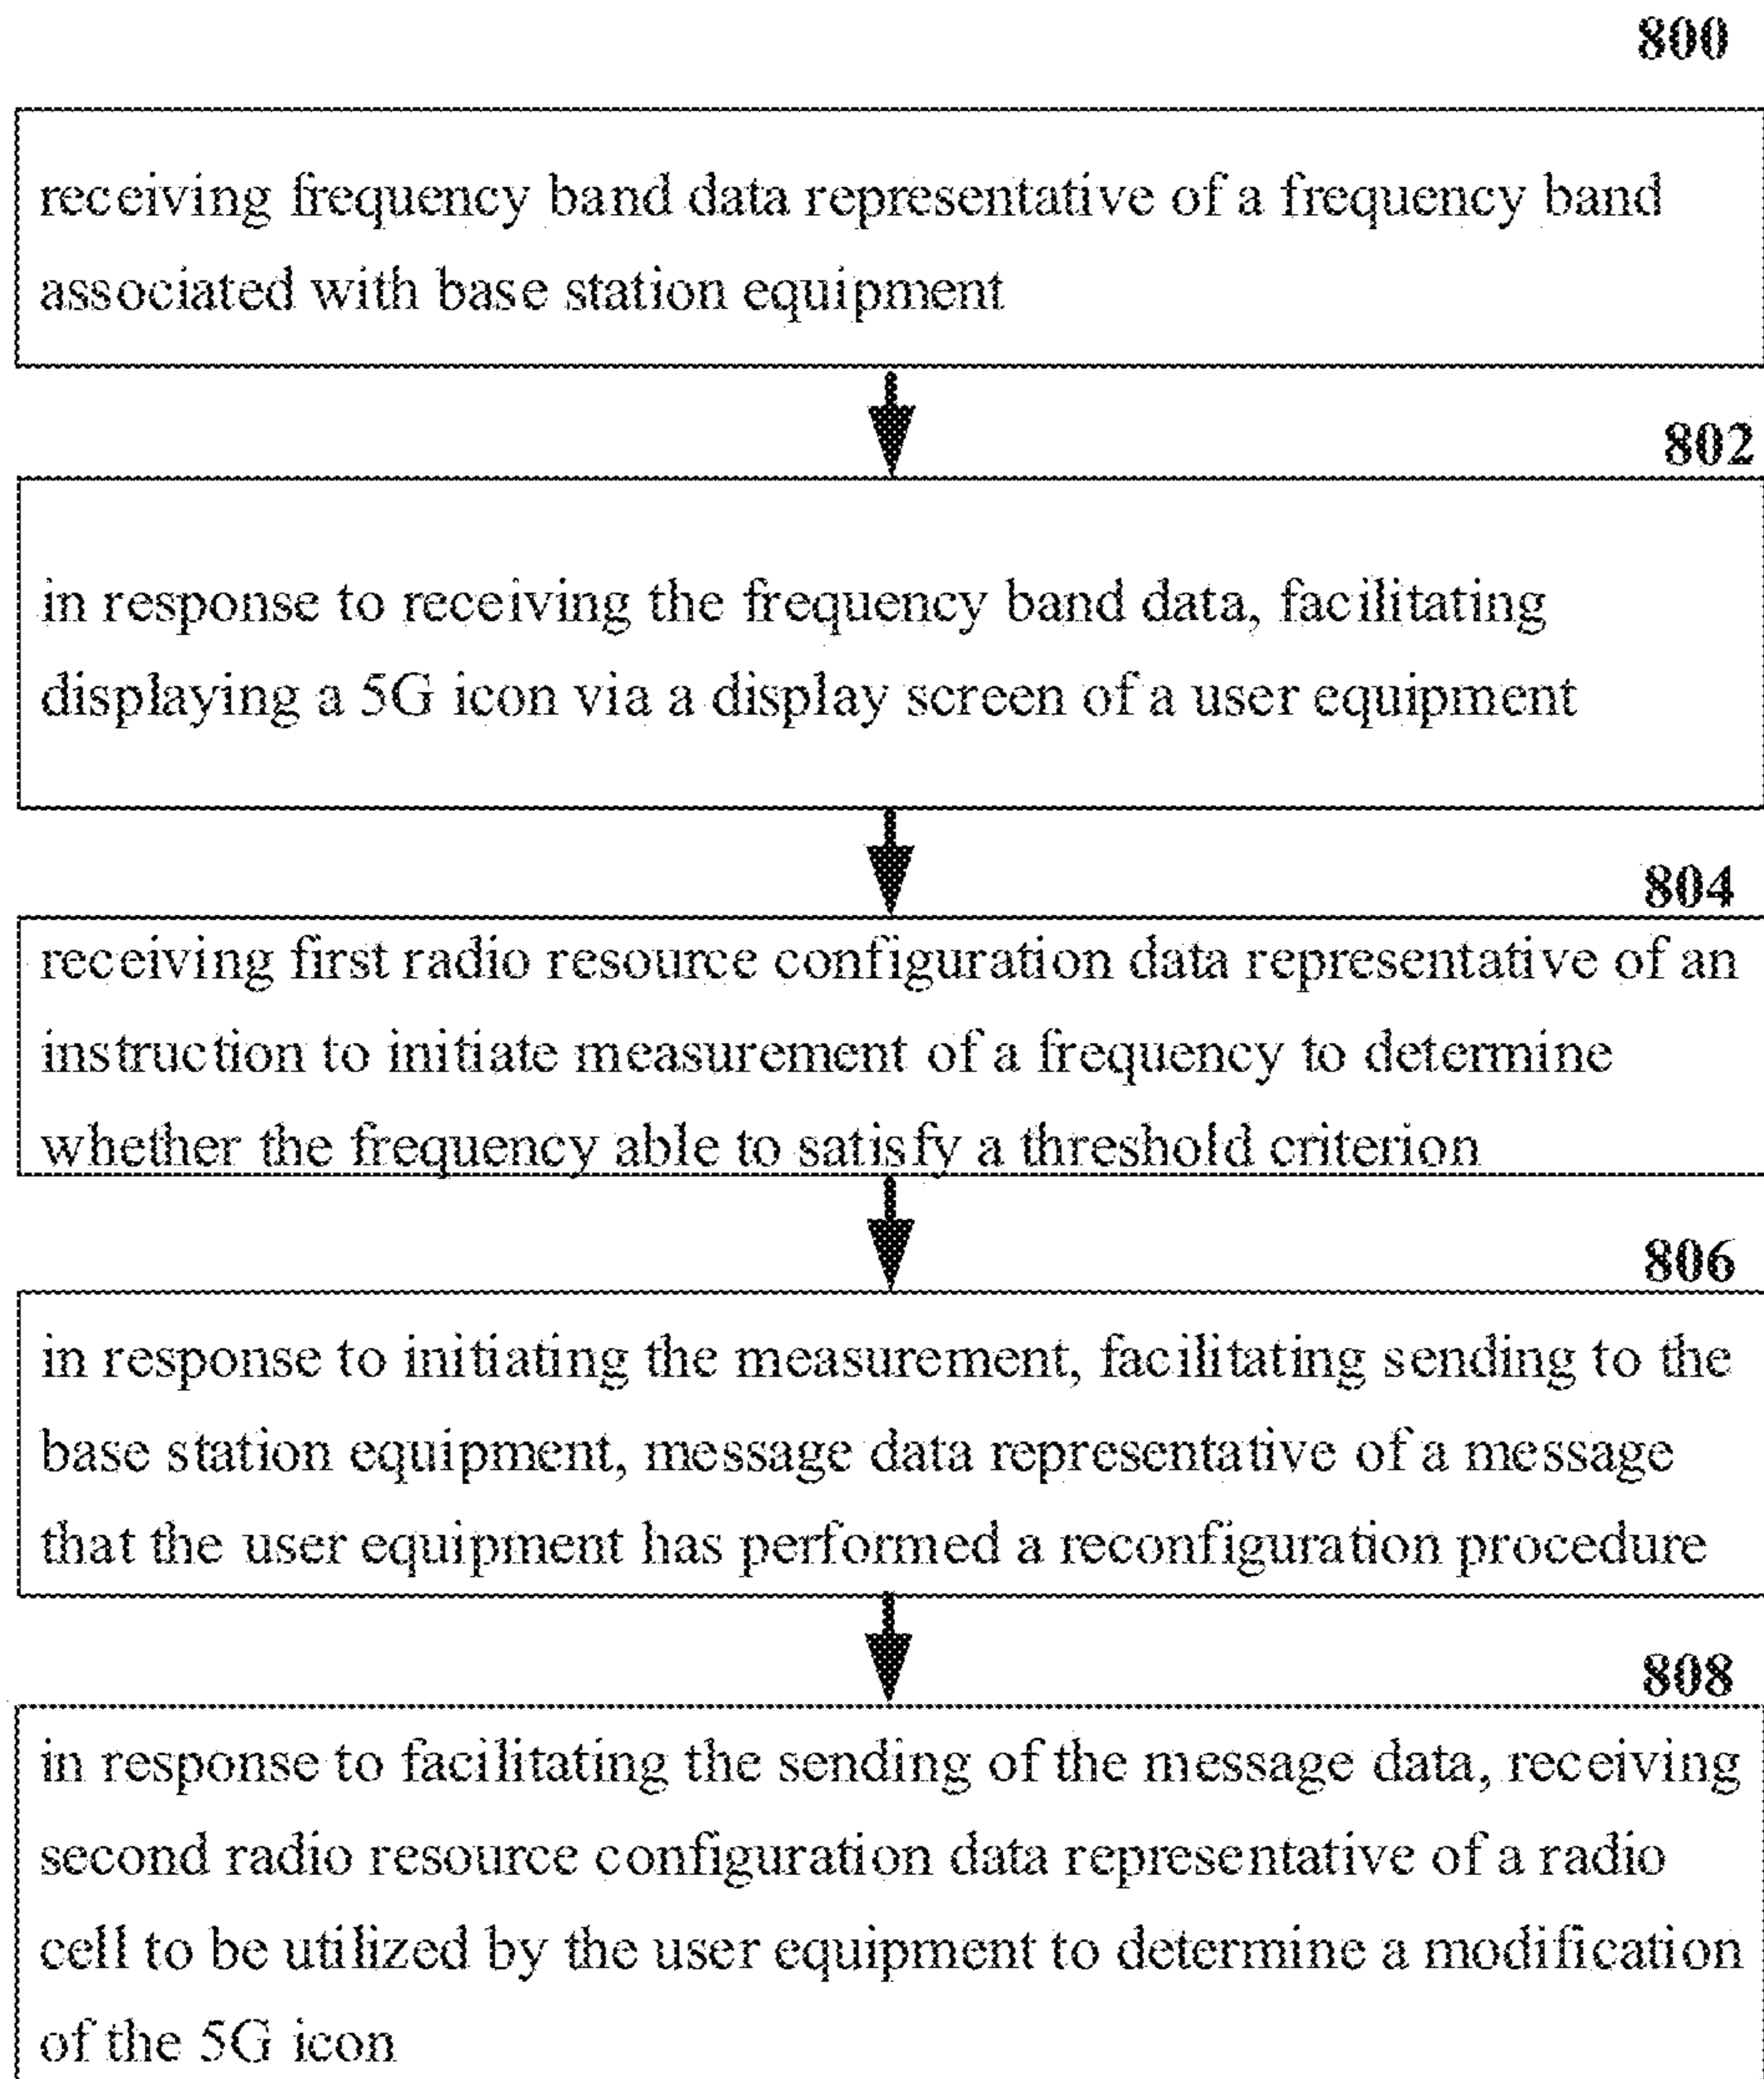 800
receiving frequency band data representative of a frequency band
associated with base station equipment
802
in response to receiving the frequency band data, facilitating
displaying a 5G icon via a display screen of a user equipment
804
receiving first radio resource configuration data representative of an
instruction to initiate measurement of a frequency to determine
whether the frequency able to satisfy a threshold criterion
806
in response to initiating the measurement, facilitating sending to the
base station equipment, message data representative of a message
that the user equipment has performed a reconfiguration procedure
808
in response to facilitating the sending of the message data, receiving
second radio resource configuration data representative of a radio
cell to be utilized by the user equipment to determine a modification
of the 5G icon